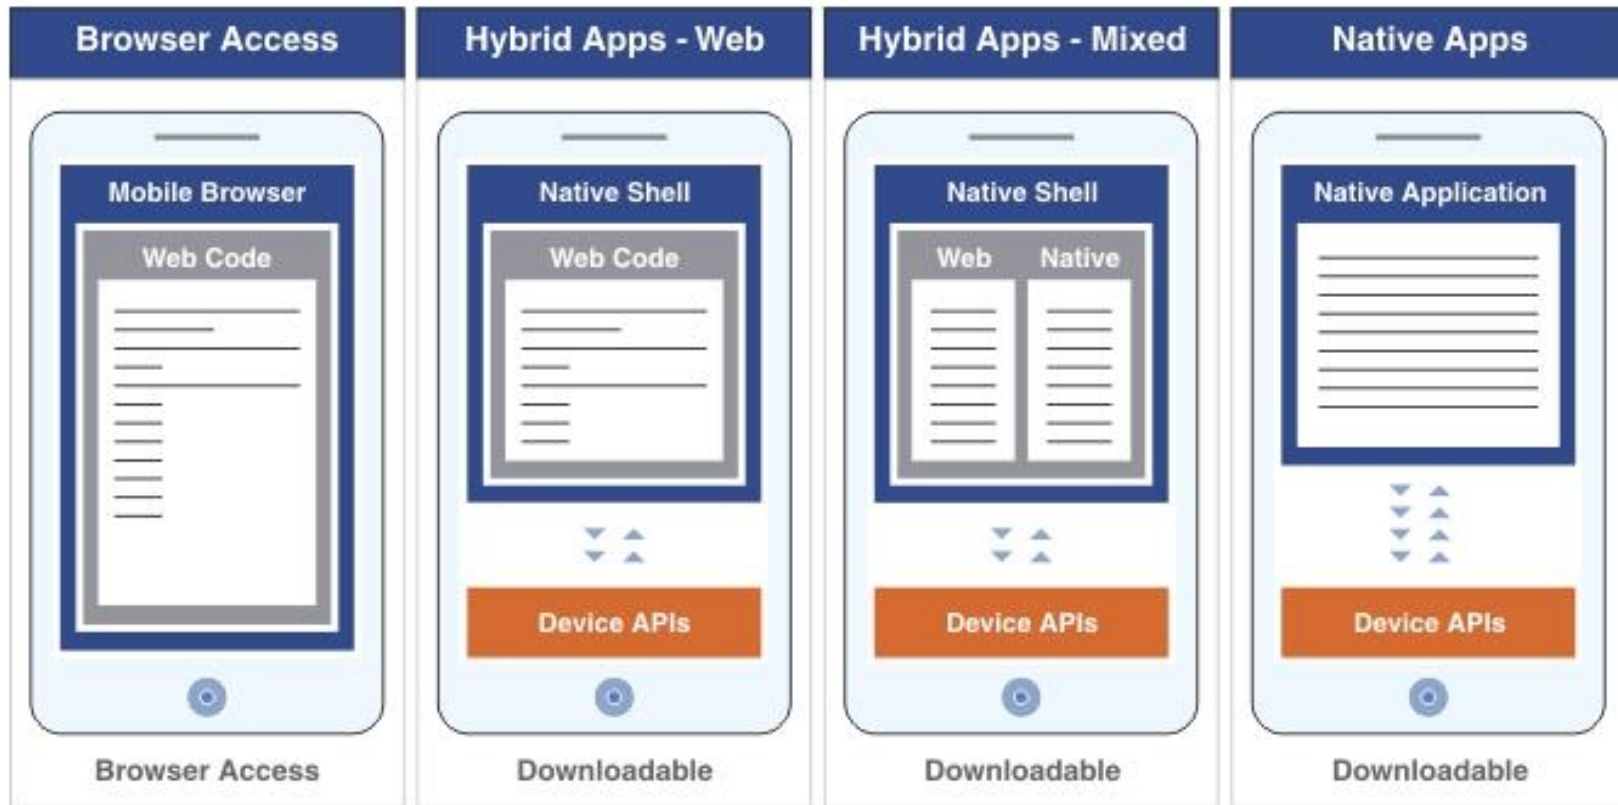 Browser Access
Mobile Browser
Web Code
Browser Access
Hybrid Apps - Web
Native Shell
Web Code
Device APIs
Downloadable
Hybrid Apps - Mixed
Native Shell
Web Native
Device APIs
Downloadable
Native Apps
Native Application
Device APIs
Downloadable